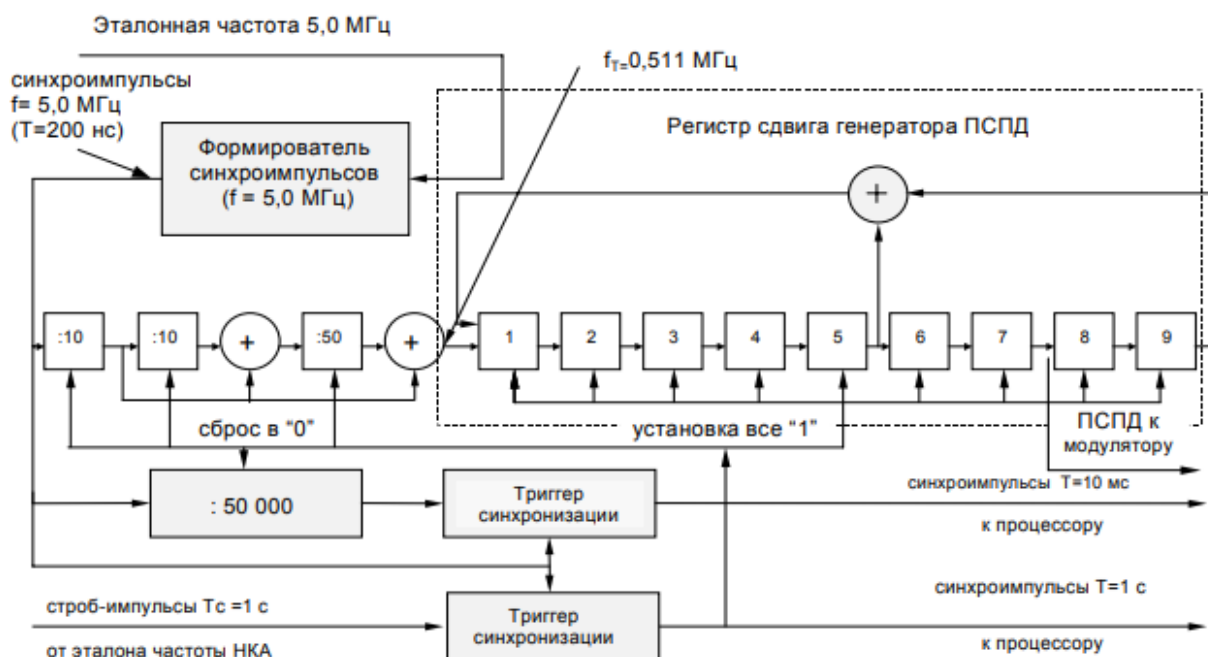 Эталонная частота 5,0 МГц
синхроимпульсы
f= 5,0 МГц
(T=200 нс)
fT=0,511 МГц
Формирователь
синхроимпульсов
(f = 5,0 МГц)
Регистр сдвига генератора ПСПД
+
:10
:10
+
:50
+
1
2
3
4
5
6
7
8
9
сброс в “0”
установка все “1”
ПСПД к
модулятору
: 50 000
Триггер
синхронизации
синхроимпульсы T=10 мс
к процессору
строб-импульсы Tс =1 с
от эталона частоты НКА
Триггер
синхронизации
синхроимпульсы T=1 с
к процессору